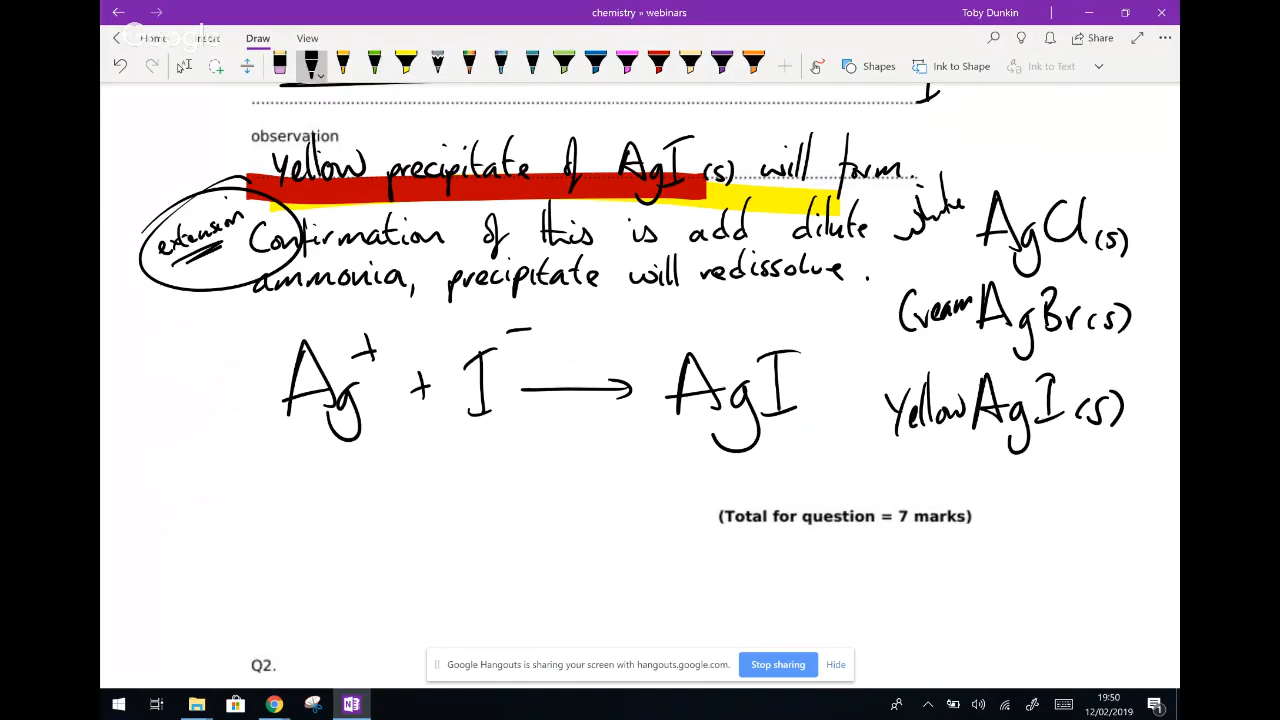 chemistry » webinars
Toby Dunkin
Google
Home Insert Draw View
Share
Shapes Ink to Shape Ink to Text
observation
Yellow precipitate of AgI (s) will form.
extension
Confirmation of this is add dilute
ammonia, precipitate will redissolve.
white AgCl (s)
Cream AgBr (s)
Yellow AgI (s)
Ag+ + I− → AgI
(Total for question = 7 marks)
Q2.
Google Hangouts is sharing your screen with hangouts.google.com. Stop sharing Hide
19:50
12/02/2019
1